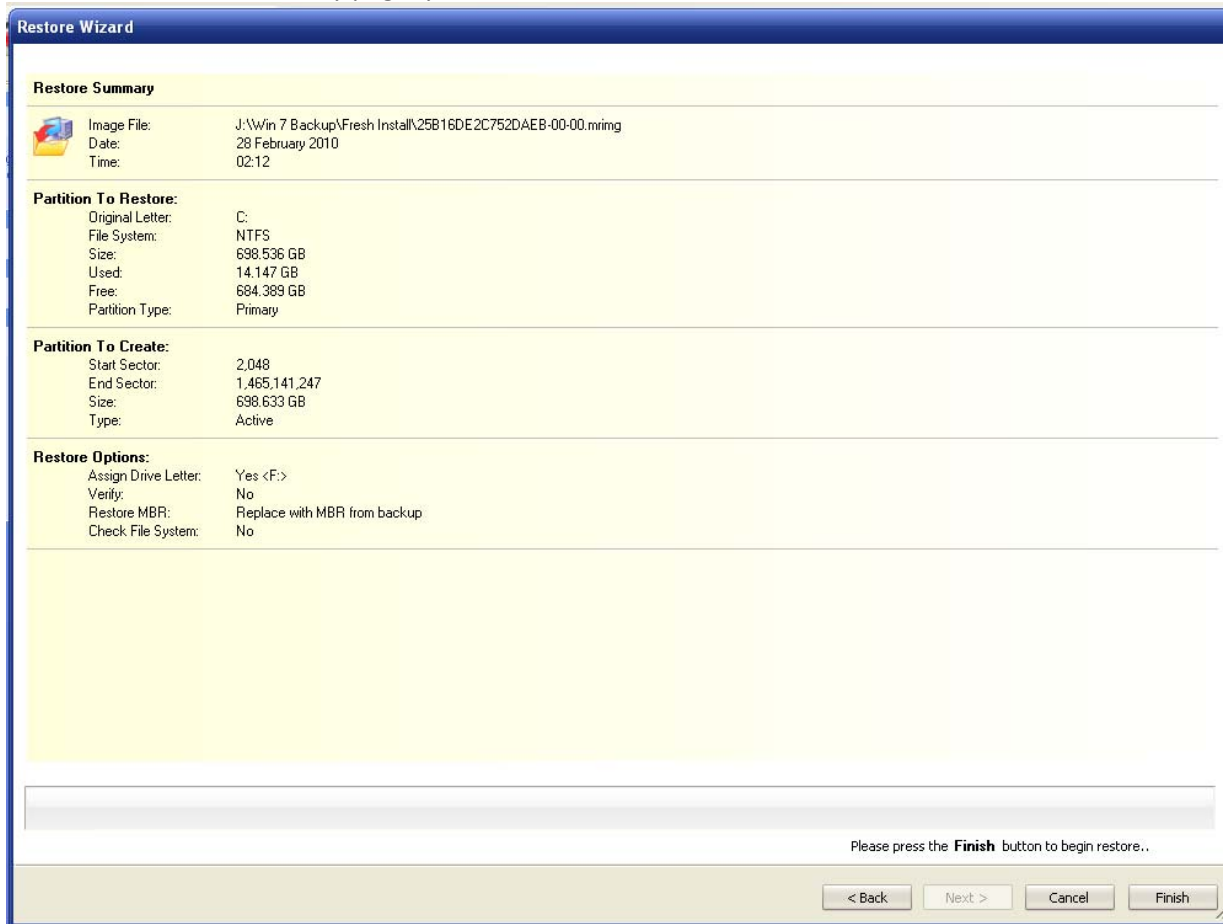 Restore Wizard
Restore Summary
Image File: J:\Win 7 Backup\Fresh Install\25B16DE2C752DAEB-00-00.mrimg
Date: 28 February 2010
Time: 02:12
Partition To Restore:
Original Letter: C:
File System: NTFS
Size: 698.536 GB
Used: 14.147 GB
Free: 684.389 GB
Partition Type: Primary
Partition To Create:
Start Sector: 2,048
End Sector: 1,465,141,247
Size: 698.633 GB
Type: Active
Restore Options:
Assign Drive Letter: Yes <F:>
Verify: No
Restore MBR: Replace with MBR from backup
Check File System: No
Please press the Finish button to begin restore..
< Back Next > Cancel Finish